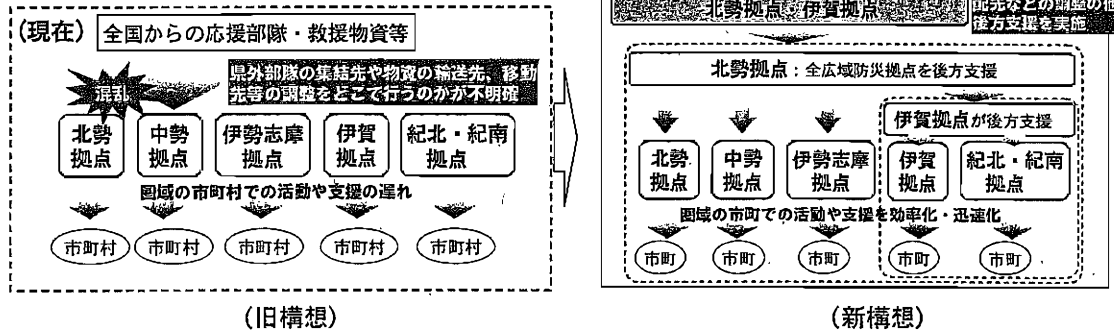 (現在)
全国からの応援部隊・救援物資等
混乱
県外部隊の集結先や物資の輸送先、移動
先等の調整をどこで行うのかが不明確
北勢
拠点
中勢
拠点
伊勢志摩
拠点
伊賀
拠点
紀北・紀南
拠点
圏域の市町村での活動や支援の遅れ
市町村
市町村
市町村
市町村
市町村
(旧構想)
北勢拠点・伊賀拠点
配先などの調整の他
後方支援を実施
北勢拠点:全広域防災拠点を後方支援
伊賀拠点が後方支援
北勢
拠点
中勢
拠点
伊勢志摩
拠点
伊賀
拠点
紀北・紀南
拠点
圏域の市町での活動や支援を効率化・迅速化
市町
市町
市町
市町
市町
(新構想)